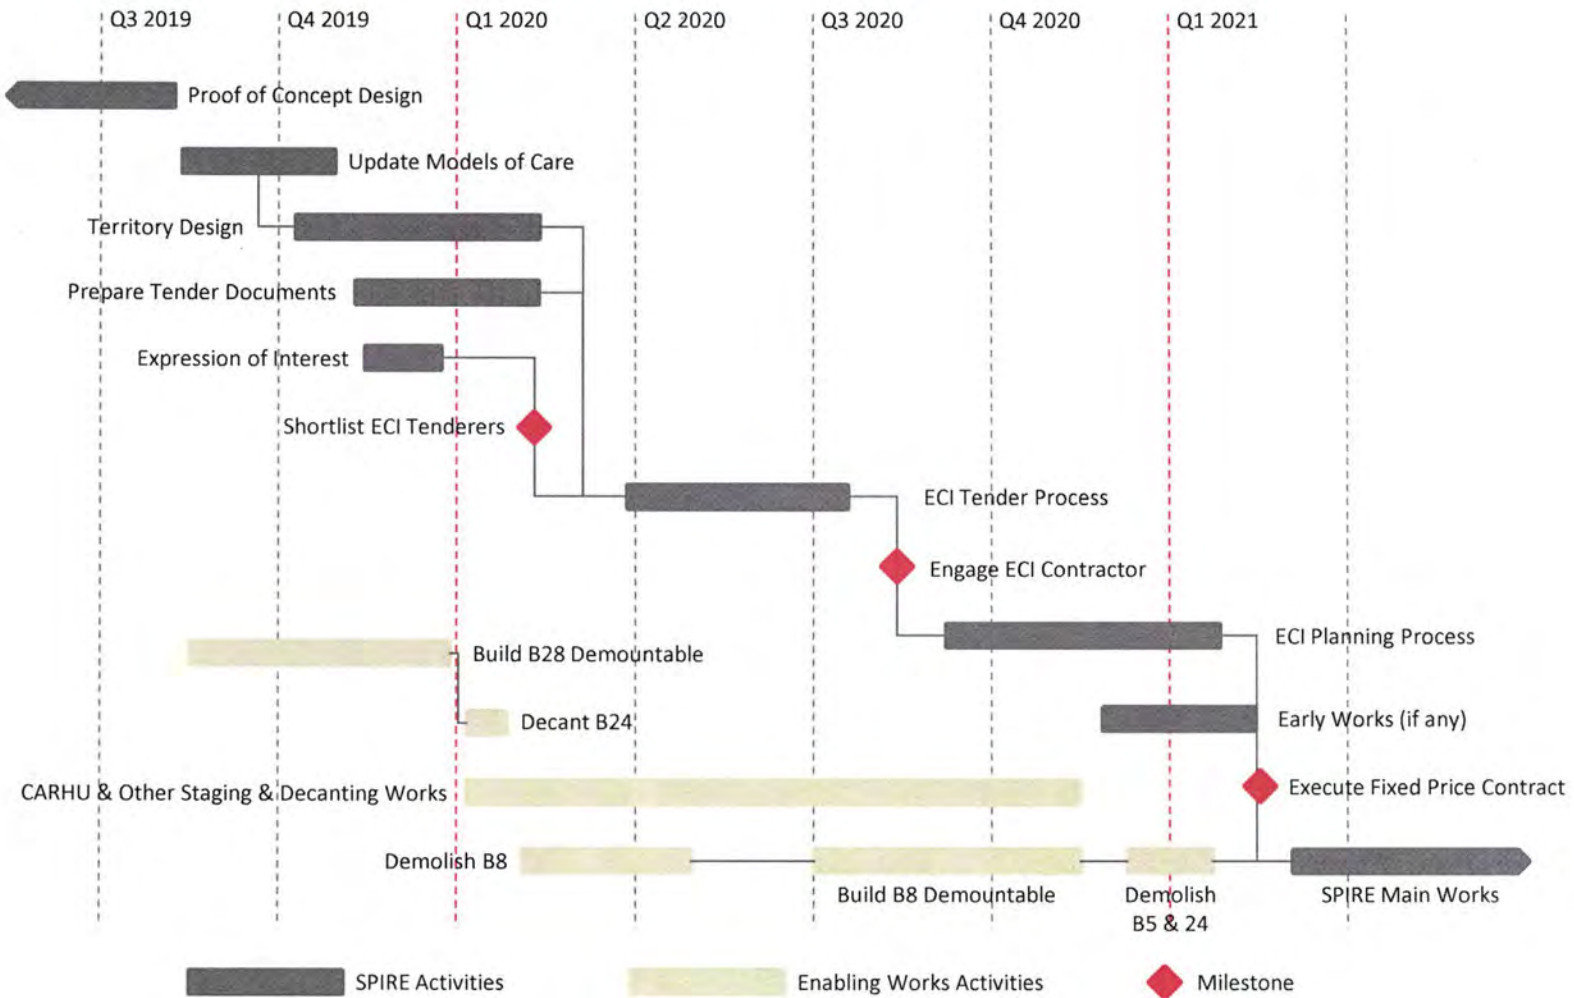 Q3 2019
Q4 2019
Q1 2020
Q2 2020
Q3 2020
Q4 2020
Q1 2021
Proof of Concept Design
Update Models of Care
Territory Design
Prepare Tender Documents
Expression of Interest
Shortlist ECI Tenderers
ECI Tender Process
Engage ECI Contractor
ECI Planning Process
Build B28 Demountable
Decant B24
Early Works (if any)
CARHU & Other Staging & Decanting Works
Execute Fixed Price Contract
Demolish B8
Build B8 Demountable
Demolish
B5 & 24
SPIRE Main Works
SPIRE Activities
Enabling Works Activities
Milestone